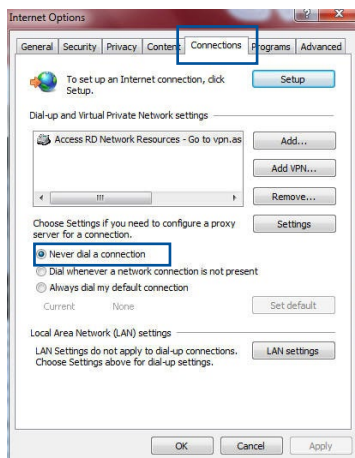 Internet Options
General Security Privacy Content Connections Programs Advanced
To set up an Internet connection, click
Setup.
Setup
Dial-up and Virtual Private Network settings
Access RD Network Resources - Go to vpn.as
Add...
Add VPN...
Remove...
Choose Settings if you need to configure a proxy
server for a connection.
Settings
Never dial a connection
Dial whenever a network connection is not present
Always dial my default connection
Current None
Set default
Local Area Network (LAN) settings
LAN Settings do not apply to dial-up connections.
Choose Settings above for dial-up settings.
LAN settings
OK Cancel Apply